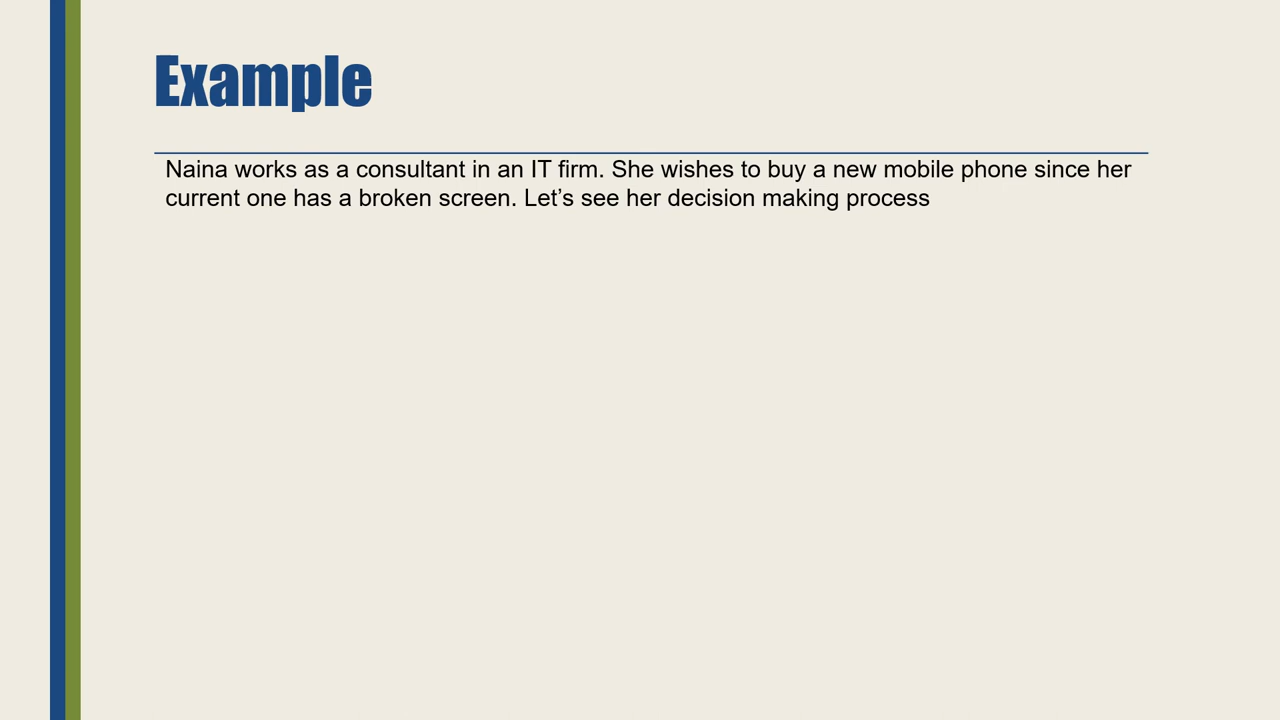 Example
Naina works as a consultant in an IT firm. She wishes to buy a new mobile phone since her
current one has a broken screen. Let’s see her decision making process